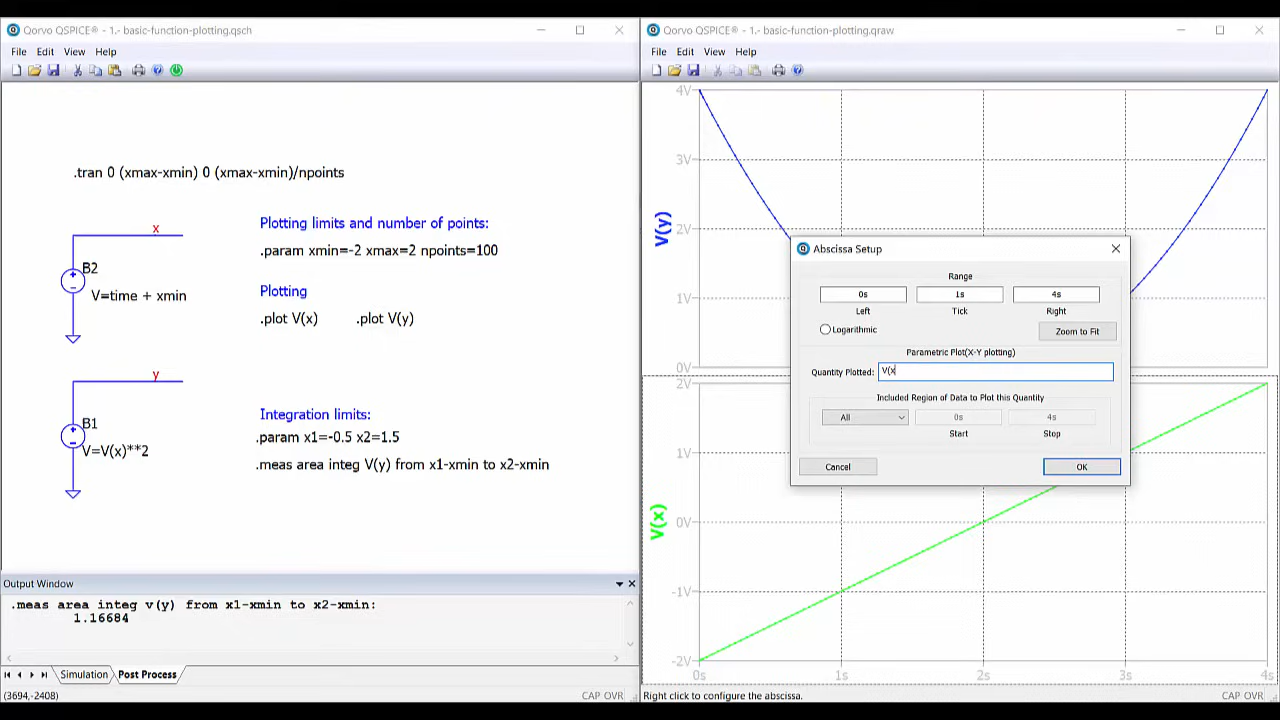 Qorvo QSPICE® - 1.- basic-function-plotting.qsch
File Edit View Help
.tran 0 (xmax-xmin) 0 (xmax-xmin)/npoints
x
B2
V=time + xmin
Plotting limits and number of points:
.param xmin=-2 xmax=2 npoints=100
Plotting
.plot V(x) .plot V(y)
y
B1
V=V(x)**2
Integration limits:
.param x1=-0.5 x2=1.5
.meas area integ V(y) from x1-xmin to x2-xmin
Output Window
.meas area integ v(y) from x1-xmin to x2-xmin:
1.16684
Simulation Post Process
(3694,-2408)
CAP OVR
Qorvo QSPICE® - 1.- basic-function-plotting.qraw
File Edit View Help
4V
3V
2V
1V
0V
V(y)
Abscissa Setup
Range
0s 1s 4s
Left Tick Right
Logarithmic
Zoom to Fit
Parametric Plot(X-Y plotting)
Quantity Plotted: V(x
Included Region of Data to Plot this Quantity
All 0s 4s
Start Stop
Cancel OK
2V
1V
0V
-1V
-2V
V(x)
0s 1s 2s 3s 4s
Right click to configure the abscissa.
CAP OVR